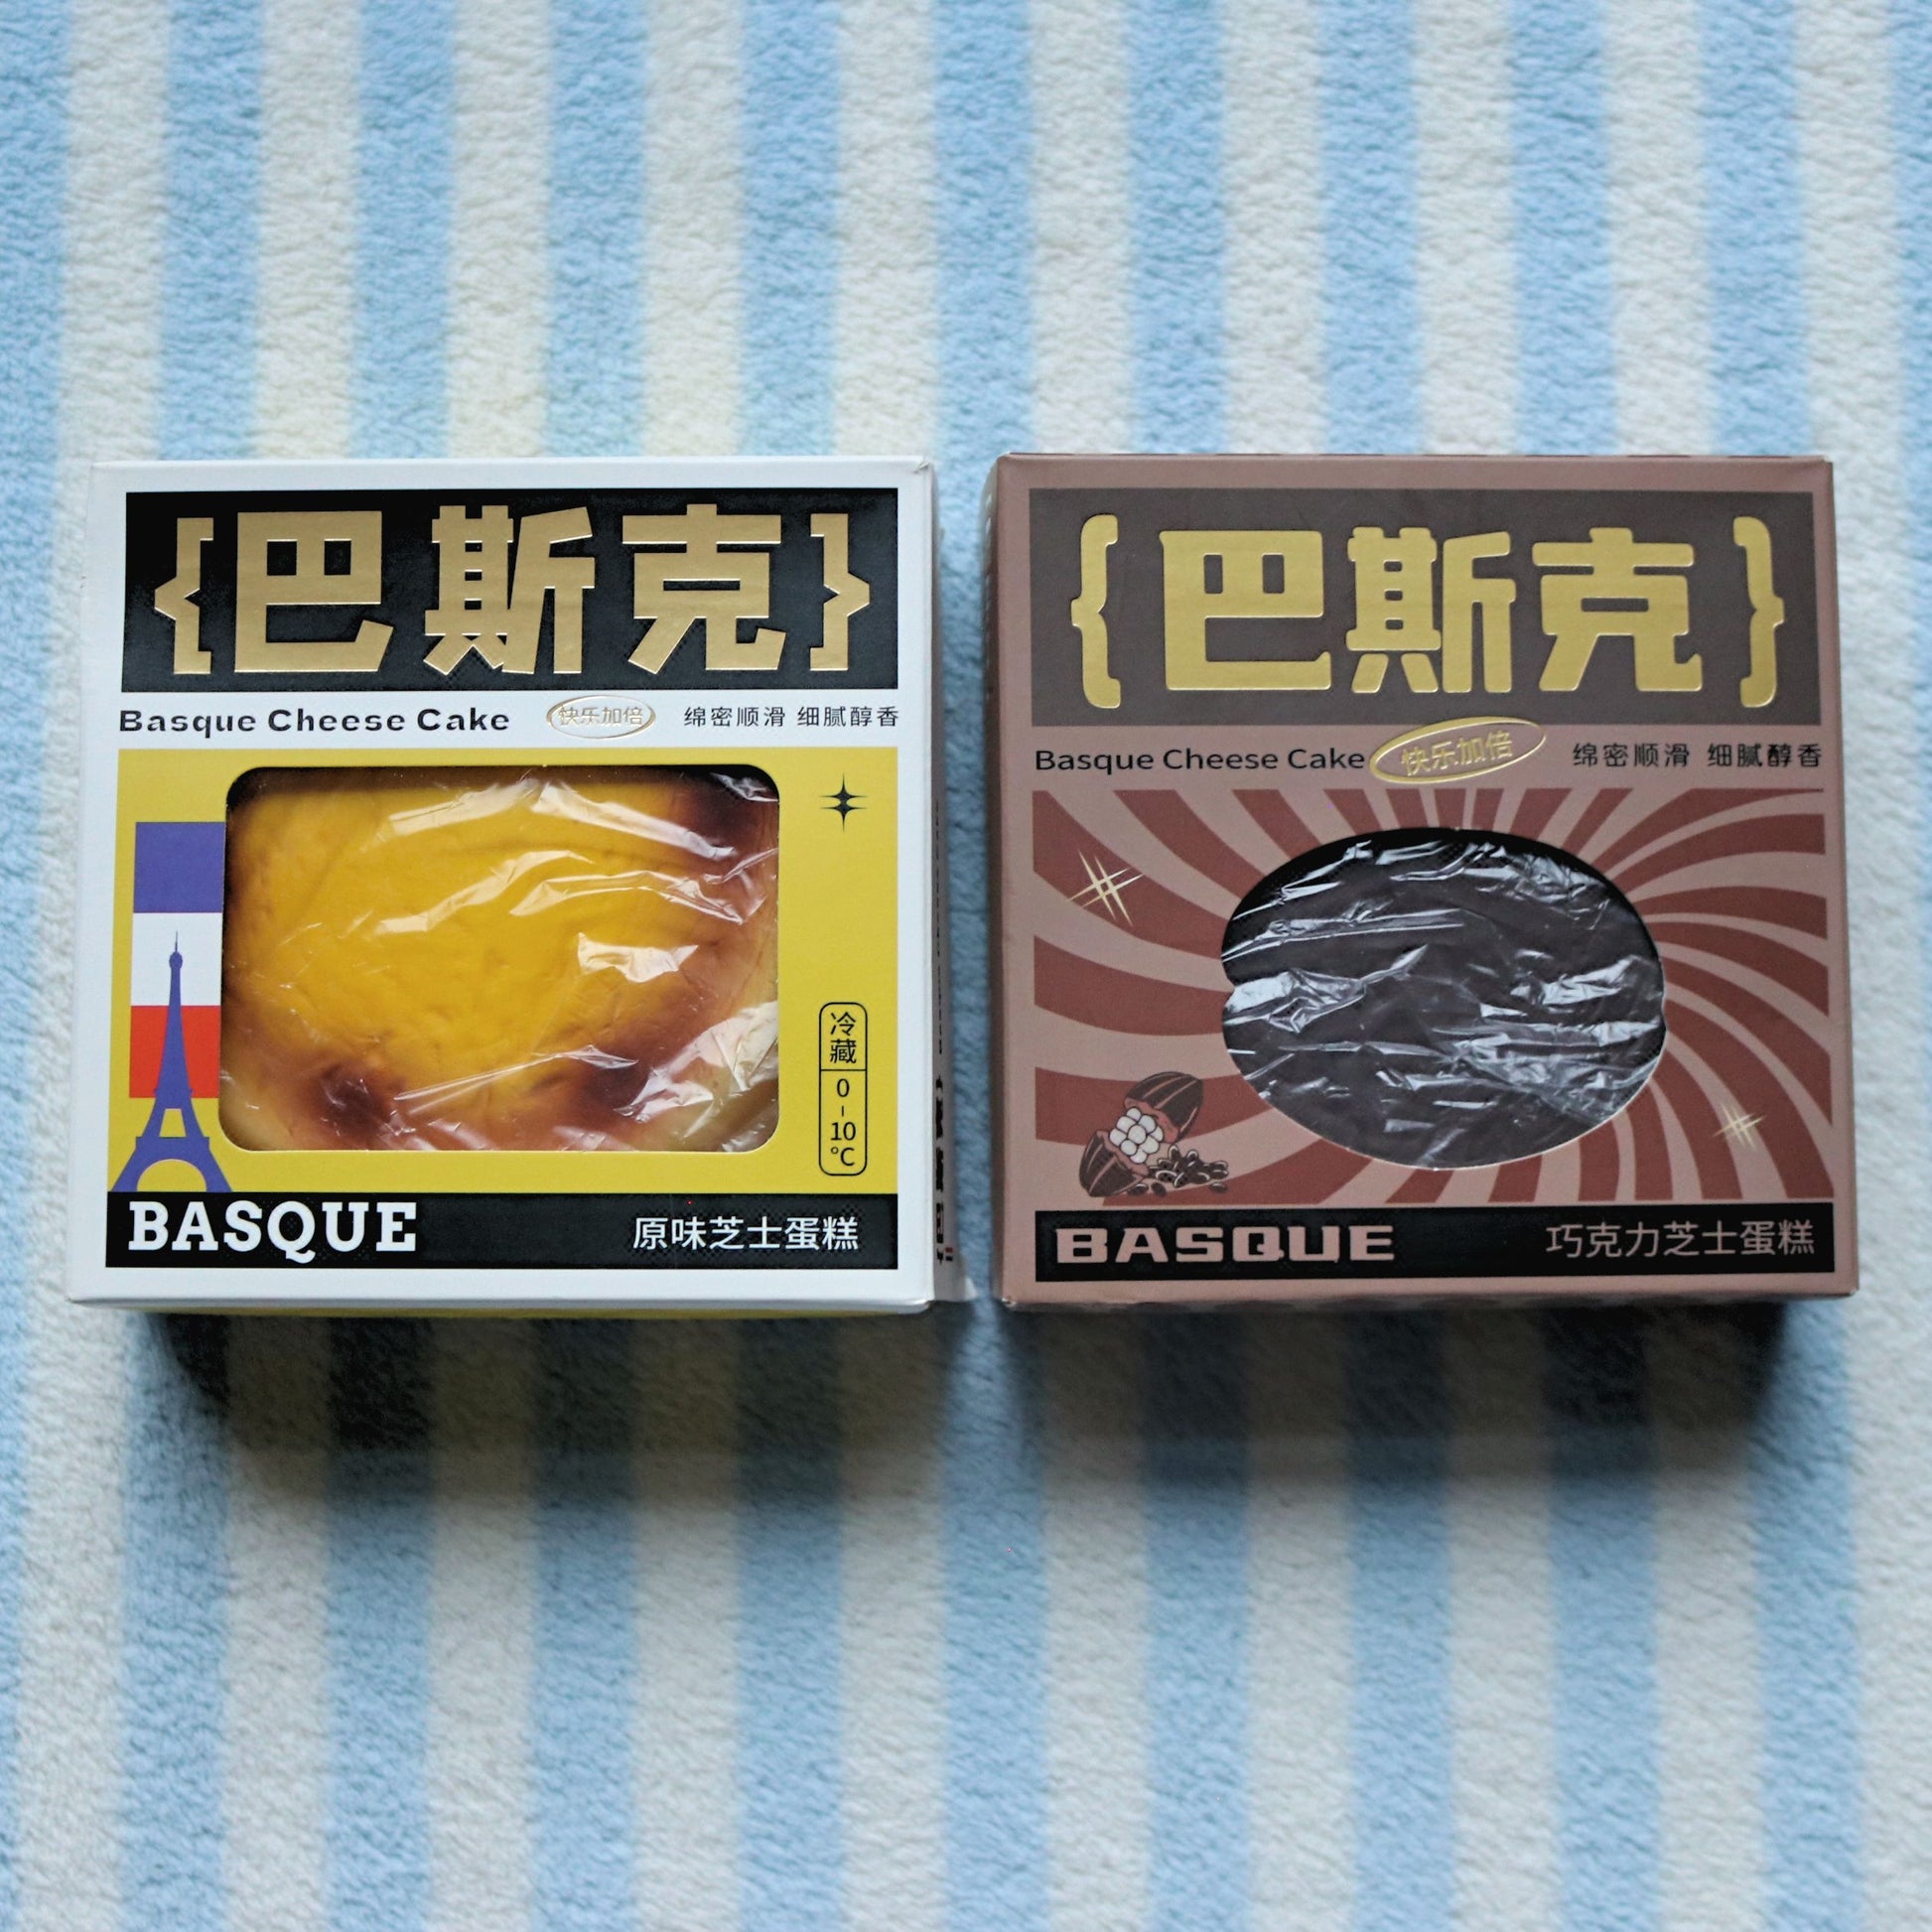 {巴斯克}
Basque Cheese Cake 快乐加倍 绵密顺滑 细腻醇香
冷藏
0-10℃
BASQUE 原味芝士蛋糕
{巴斯克}
Basque Cheese Cake 快乐加倍 绵密顺滑 细腻醇香
BASQUE 巧克力芝士蛋糕